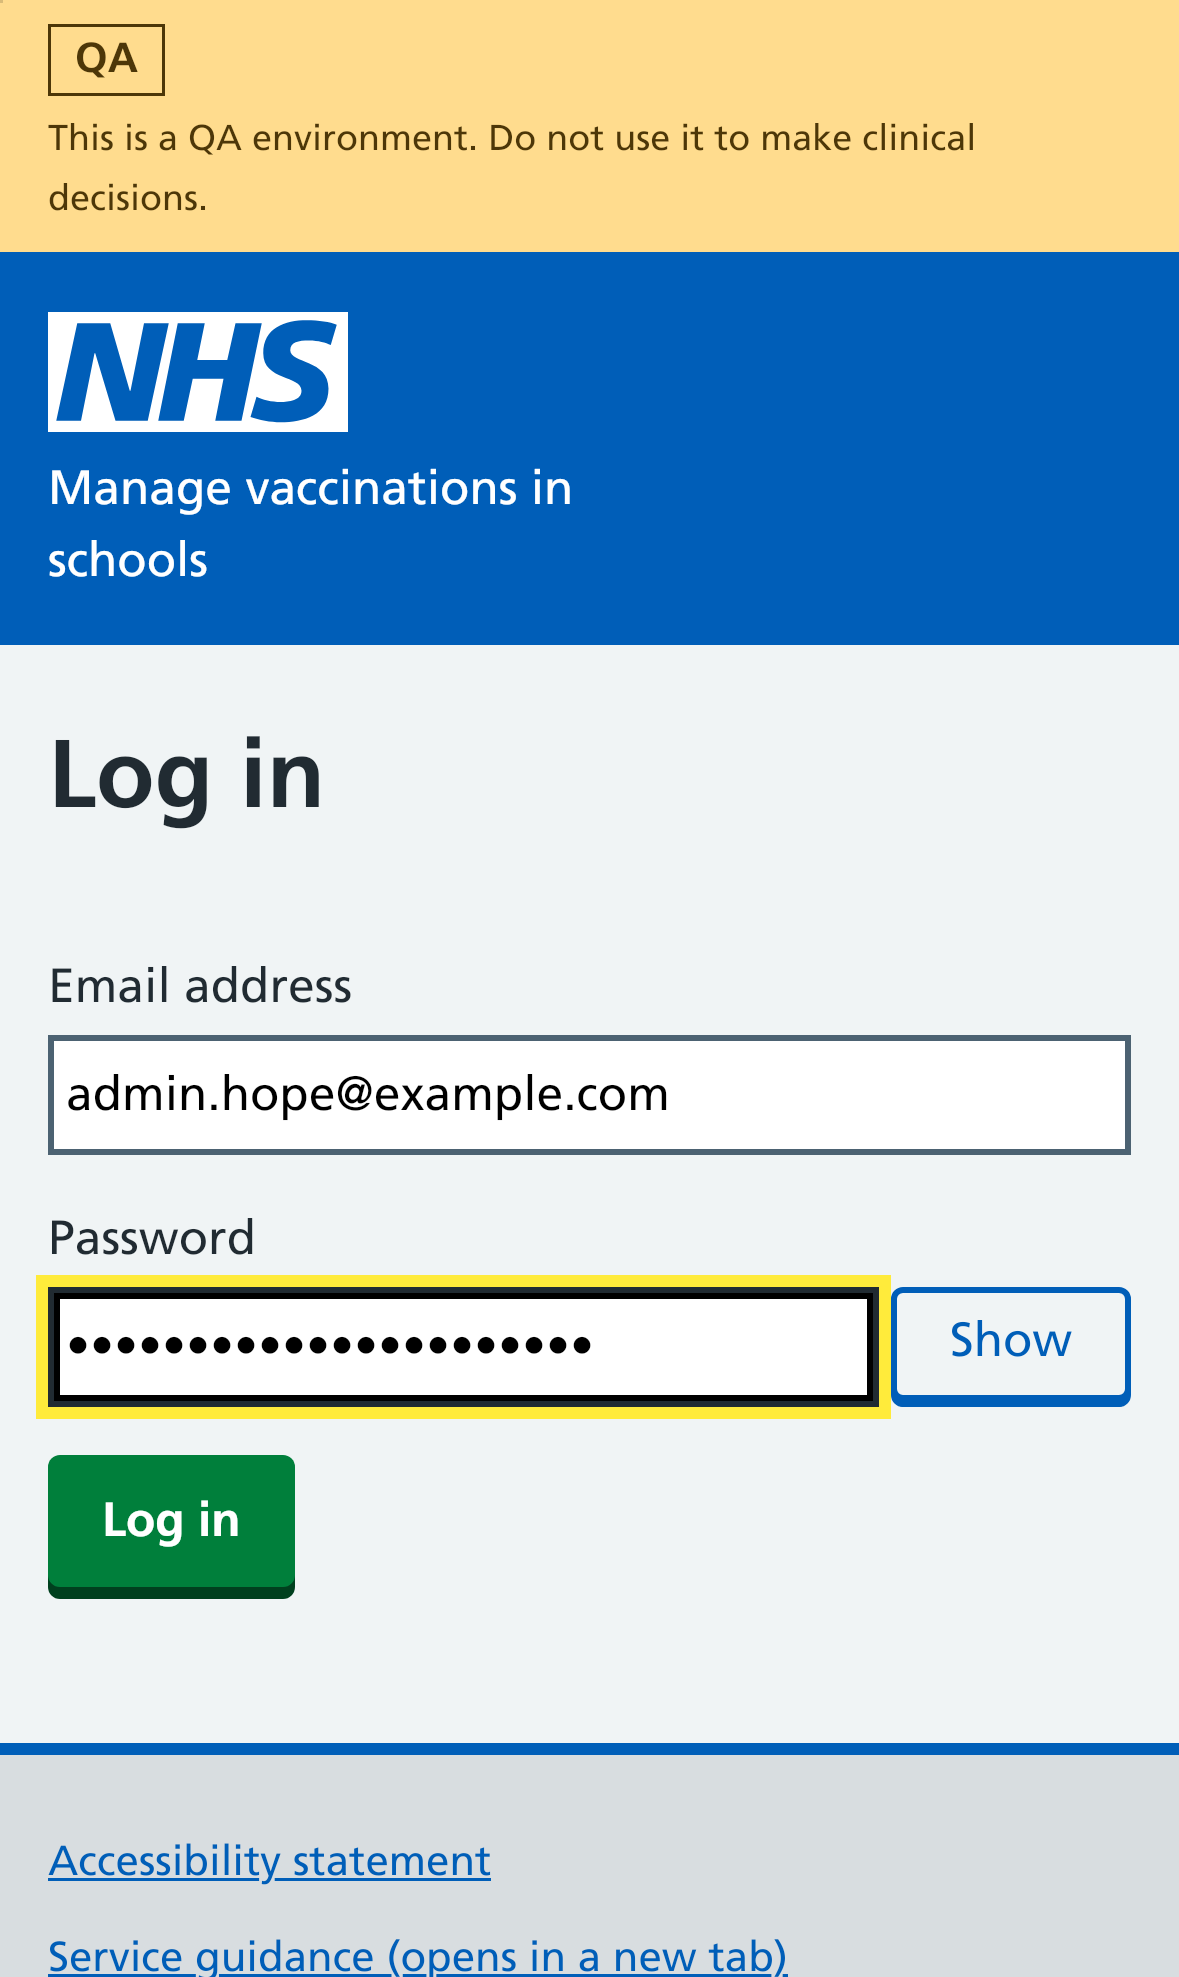 QA
This is a QA environment. Do not use it to make clinical
decisions.
NHS
Manage vaccinations in
schools
Log in
Email address
admin.hope@example.com
Password
••••••••••••••••••••••
Show
Log in
Accessibility statement
Service guidance (opens in a new tab)